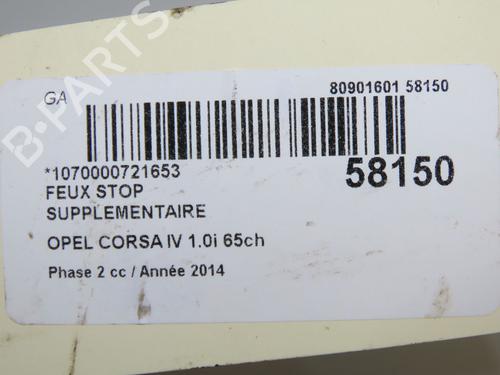 GA
80901601 58150
*1070000721653
58150
FEUX STOP
SUPPLEMENTAIRE
OPEL CORSA IV 1.0i 65ch
Phase 2 cc / Année 2014
B-PARTS